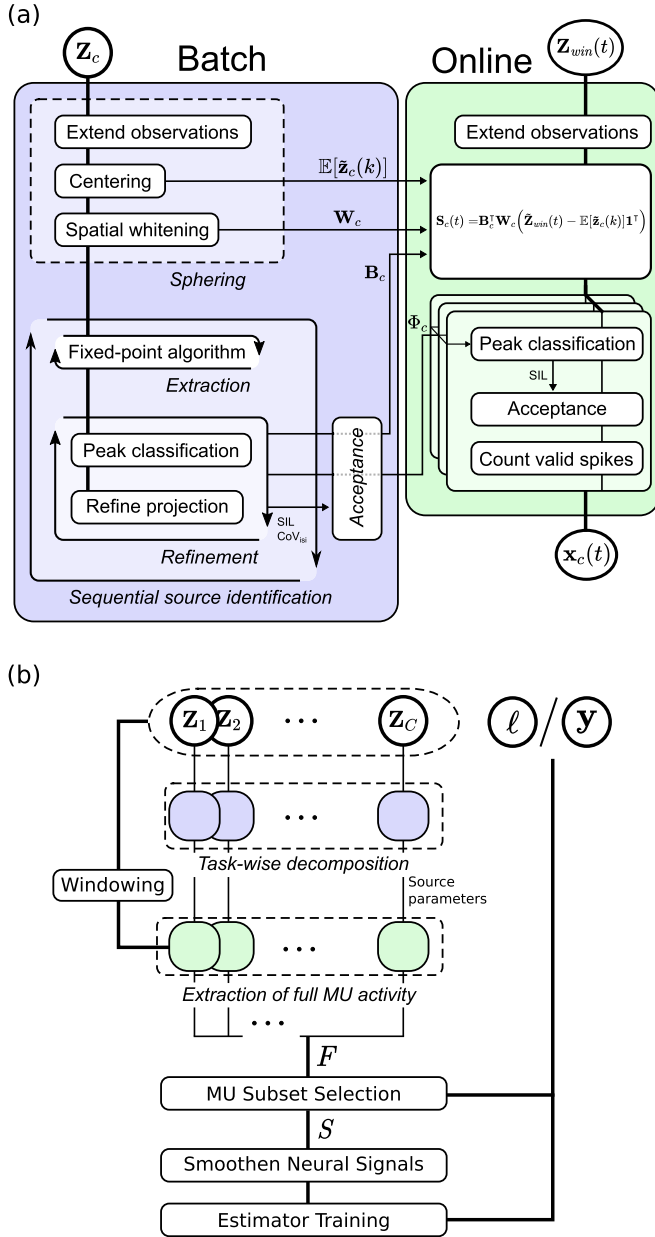 (a)
Z_c
Batch
Online
Z_win(t)
Extend observations
Extend observations
Centering
𝔼[z̃_c(k)]
Spatial whitening
W_c
S_c(t) = B_c^⊤ W_c ( Z̃_win(t) − 𝔼[z̃_c(k)]1^⊤ )
Sphering
B_c
Φ_c
Fixed-point algorithm
Peak classification
Extraction
SIL
Acceptance
Peak classification
Acceptance
Count valid spikes
Refine projection
SIL
CoV_isi
Refinement
x_c(t)
Sequential source identification
(b)
Z_1 Z_2 ... Z_C ℓ / y
...
Task-wise decomposition
Windowing
Source
parameters
...
Extraction of full MU activity
...
F
MU Subset Selection
S
Smoothen Neural Signals
Estimator Training